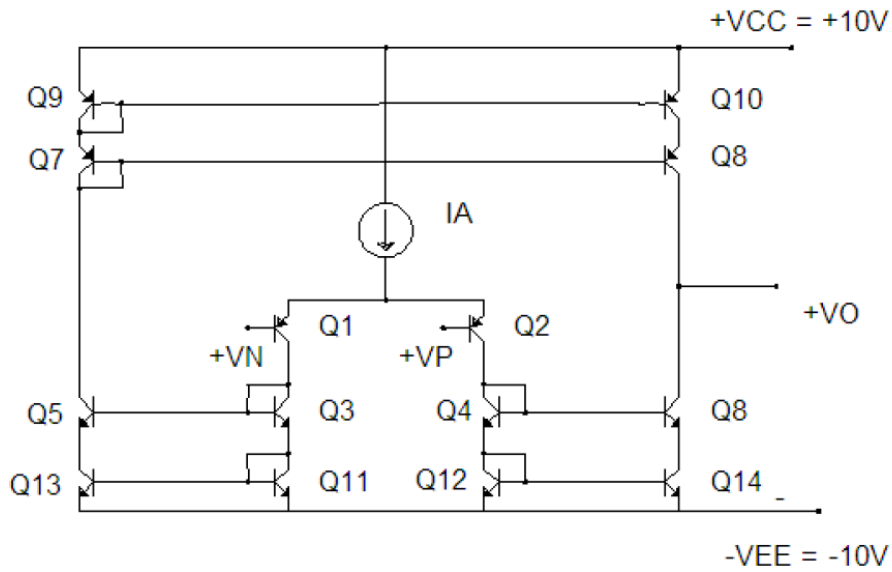 +VCC = +10V
Q9
Q10
Q7
Q8
IA
Q1
Q2
+VO
+VN
+VP
Q5
Q3
Q4
Q8
Q13
Q11
Q12
Q14
-
-VEE = -10V